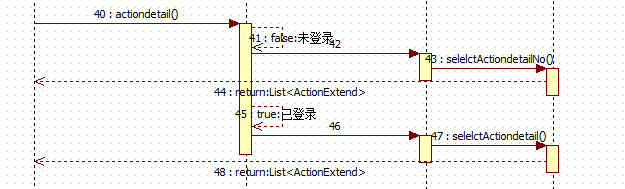 40 : actiondetail()
41 : false:未登录
42
43 : selelctActiondetailNo()
44 : return:List<ActionExtend>
45 : true:已登录
46
47 : selelctActiondetail()
48 : return:List<ActionExtend>